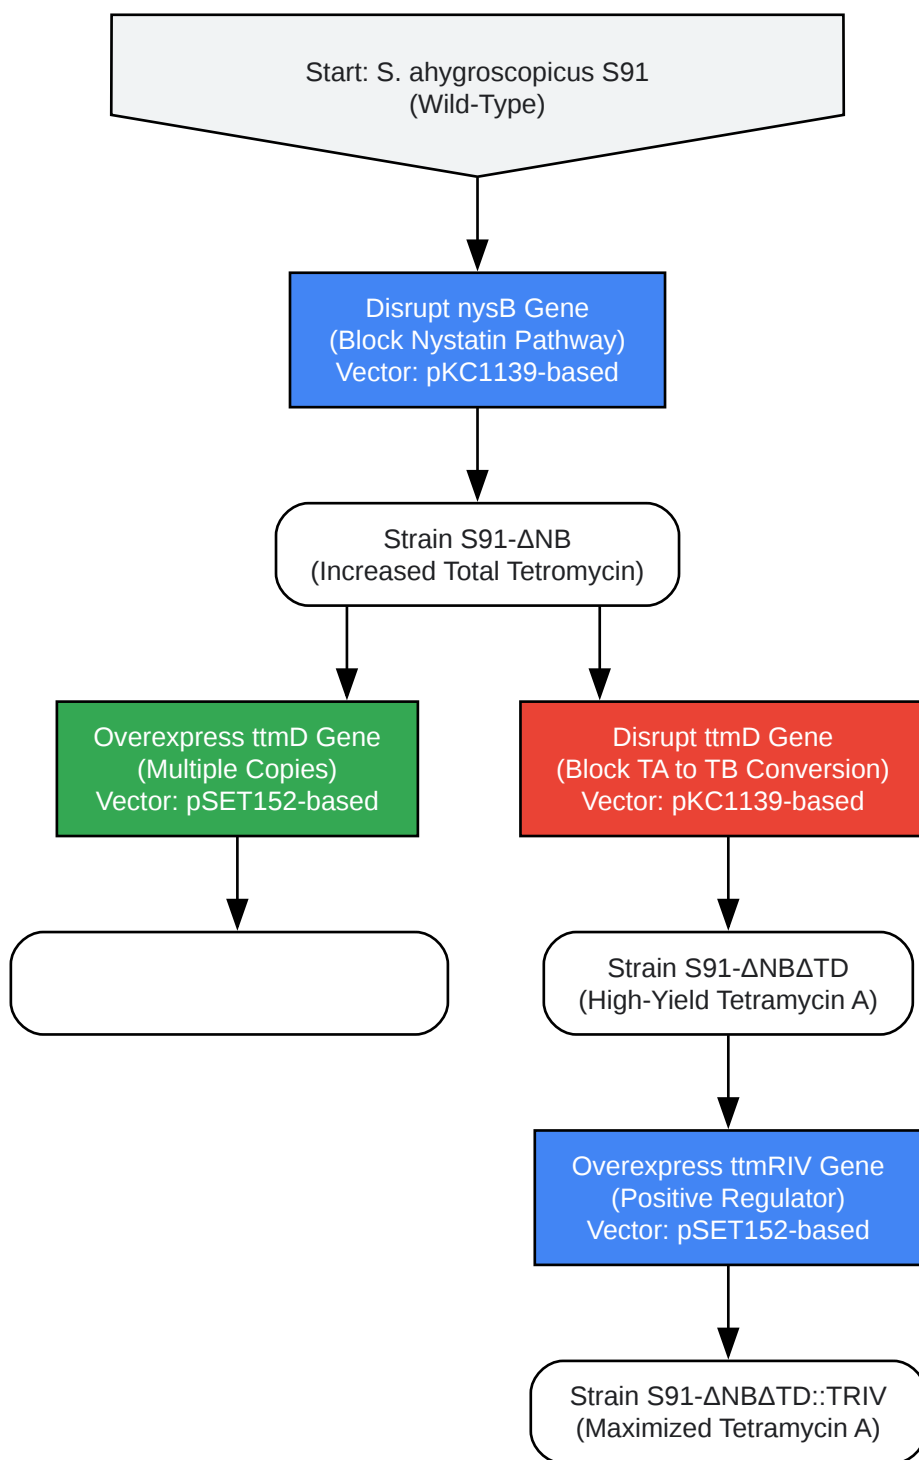 Start: S. ahygroscopicus S91
(Wild-Type)
Disrupt nysB Gene
(Block Nystatin Pathway)
Vector: pKC1139-based
Strain S91-ΔNB
(Increased Total Tetromycin)
Overexpress ttmD Gene
(Multiple Copies)
Vector: pSET152-based
Disrupt ttmD Gene
(Block TA to TB Conversion)
Vector: pKC1139-based
Strain S91-ΔNBΔTD
(High-Yield Tetramycin A)
Overexpress ttmRIV Gene
(Positive Regulator)
Vector: pSET152-based
Strain S91-ΔNBΔTD::TRIV
(Maximized Tetramycin A)